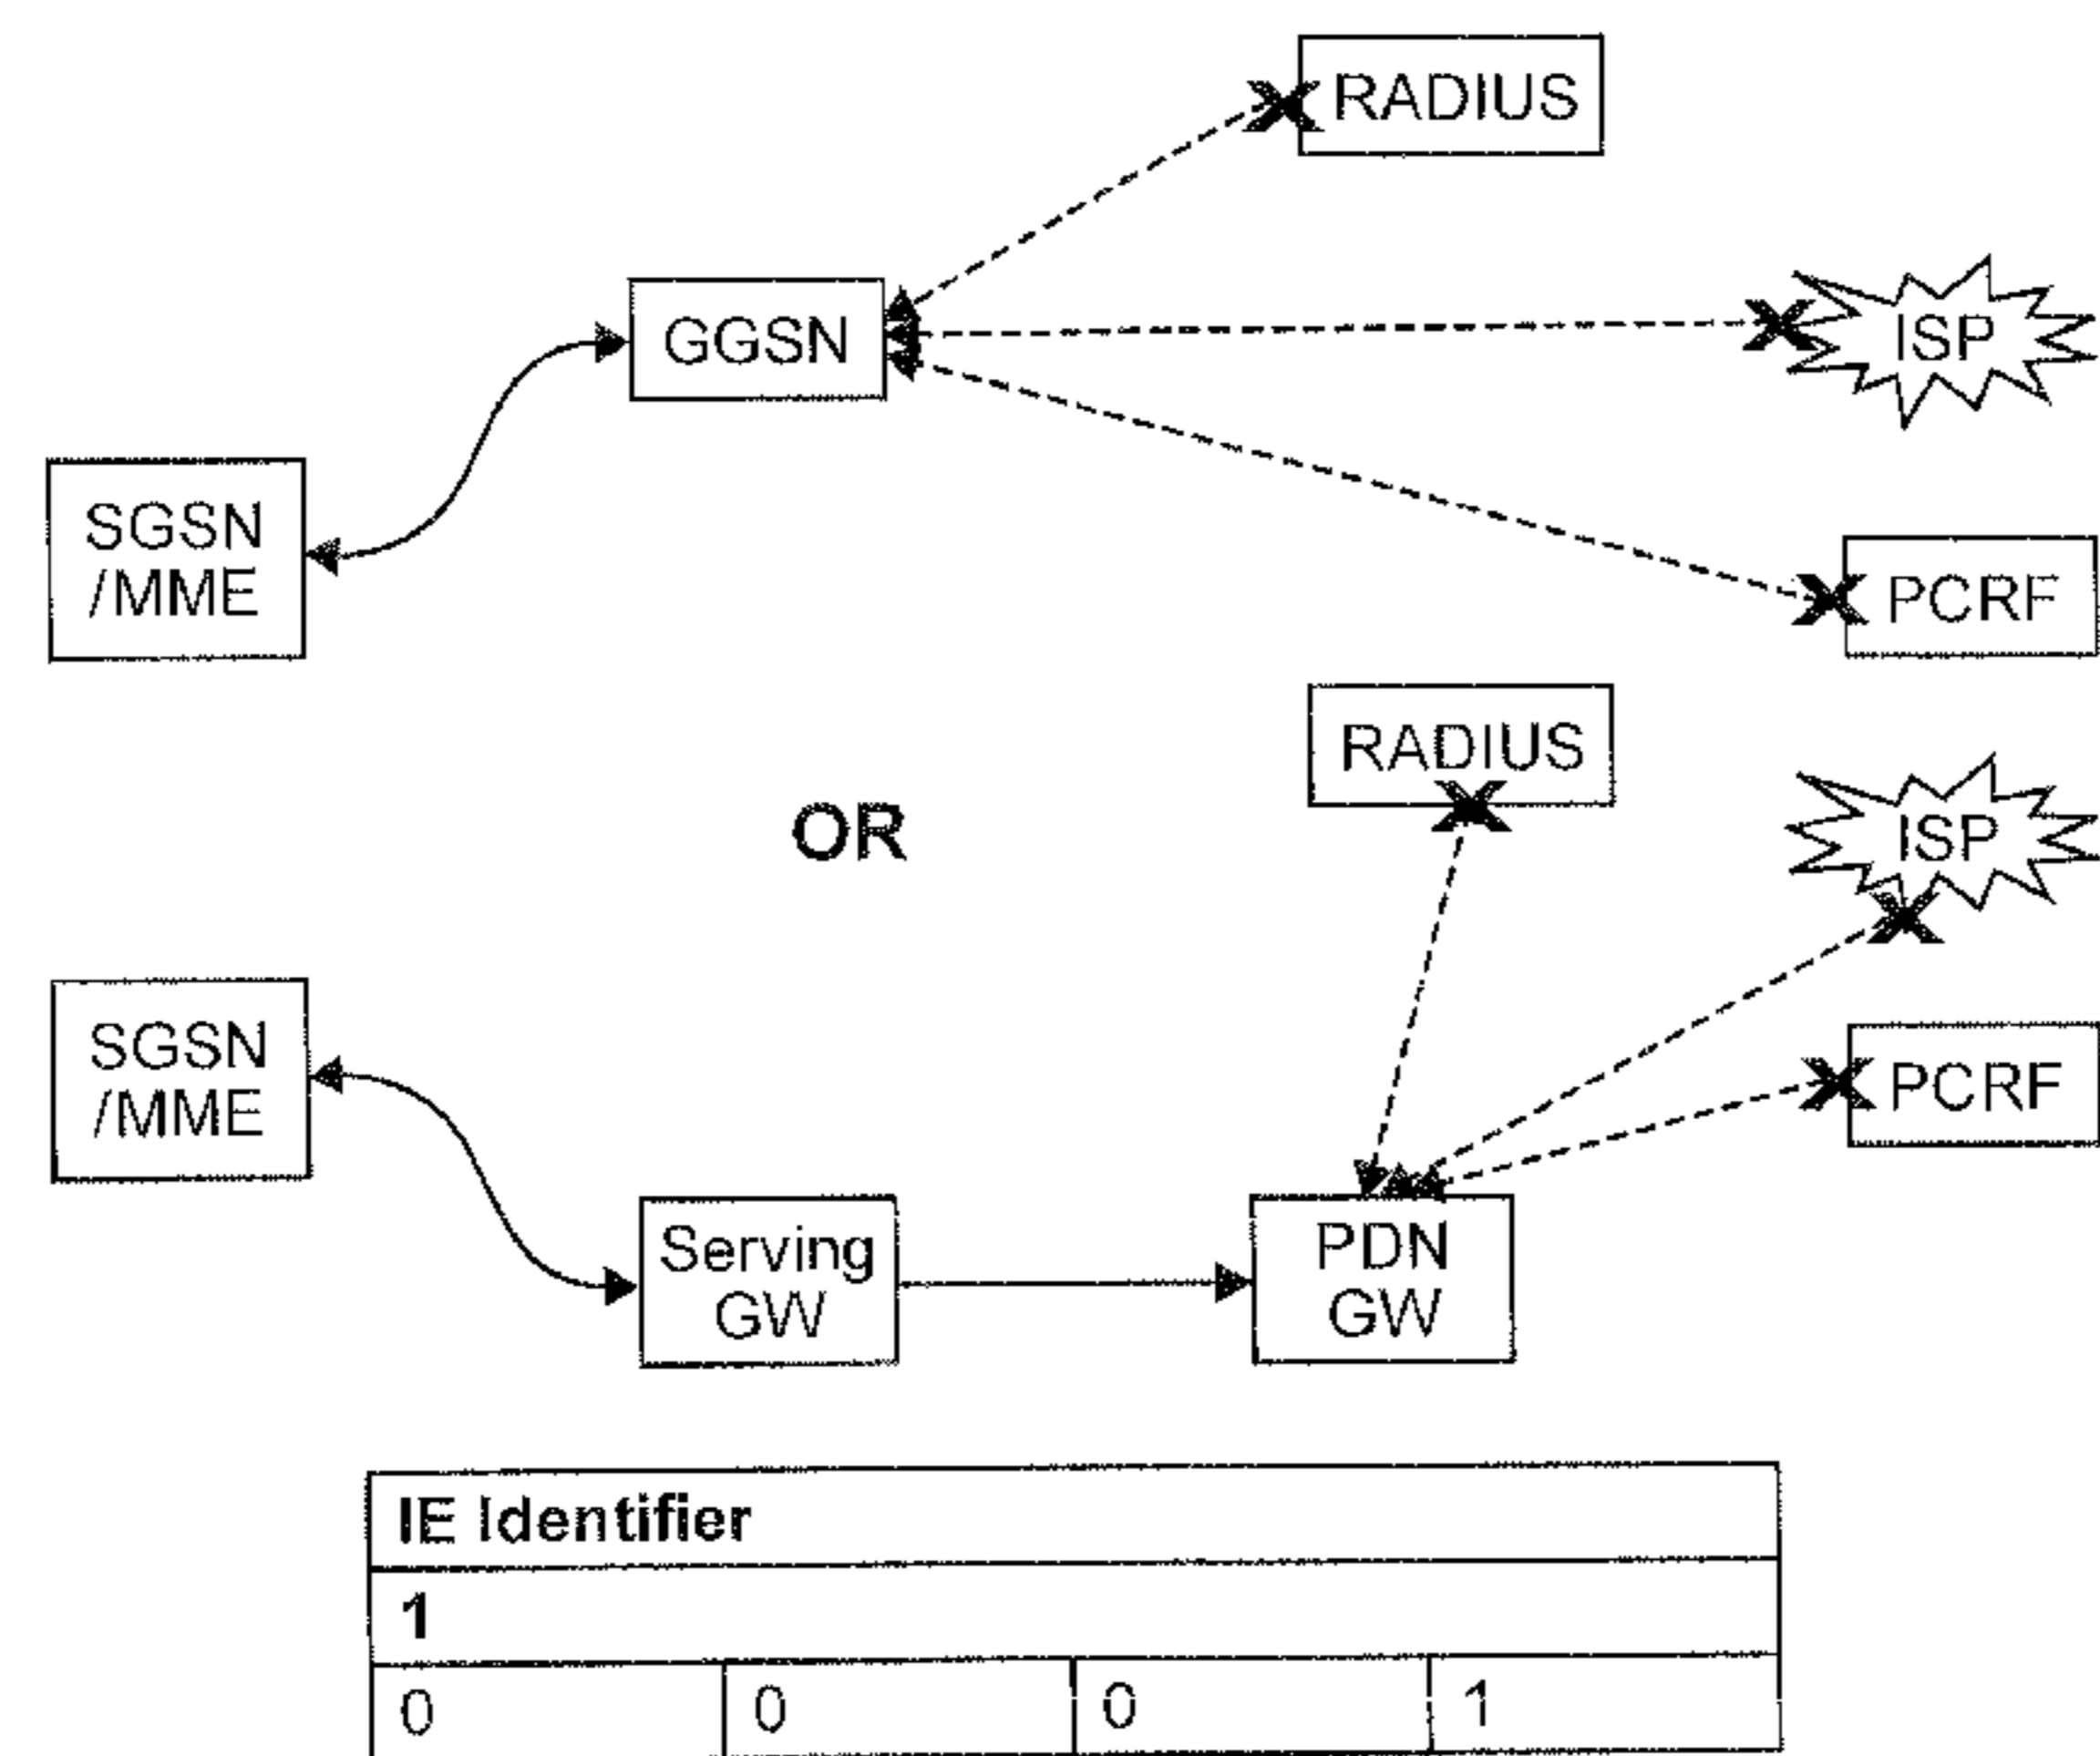 RADIUS
GGSN
ISP
SGSN
/MME
PCRF
RADIUS
OR
ISP
SGSN
/MME
PCRF
Serving
GW
PDN
GW
IE Identifier
1
0 0 0 1